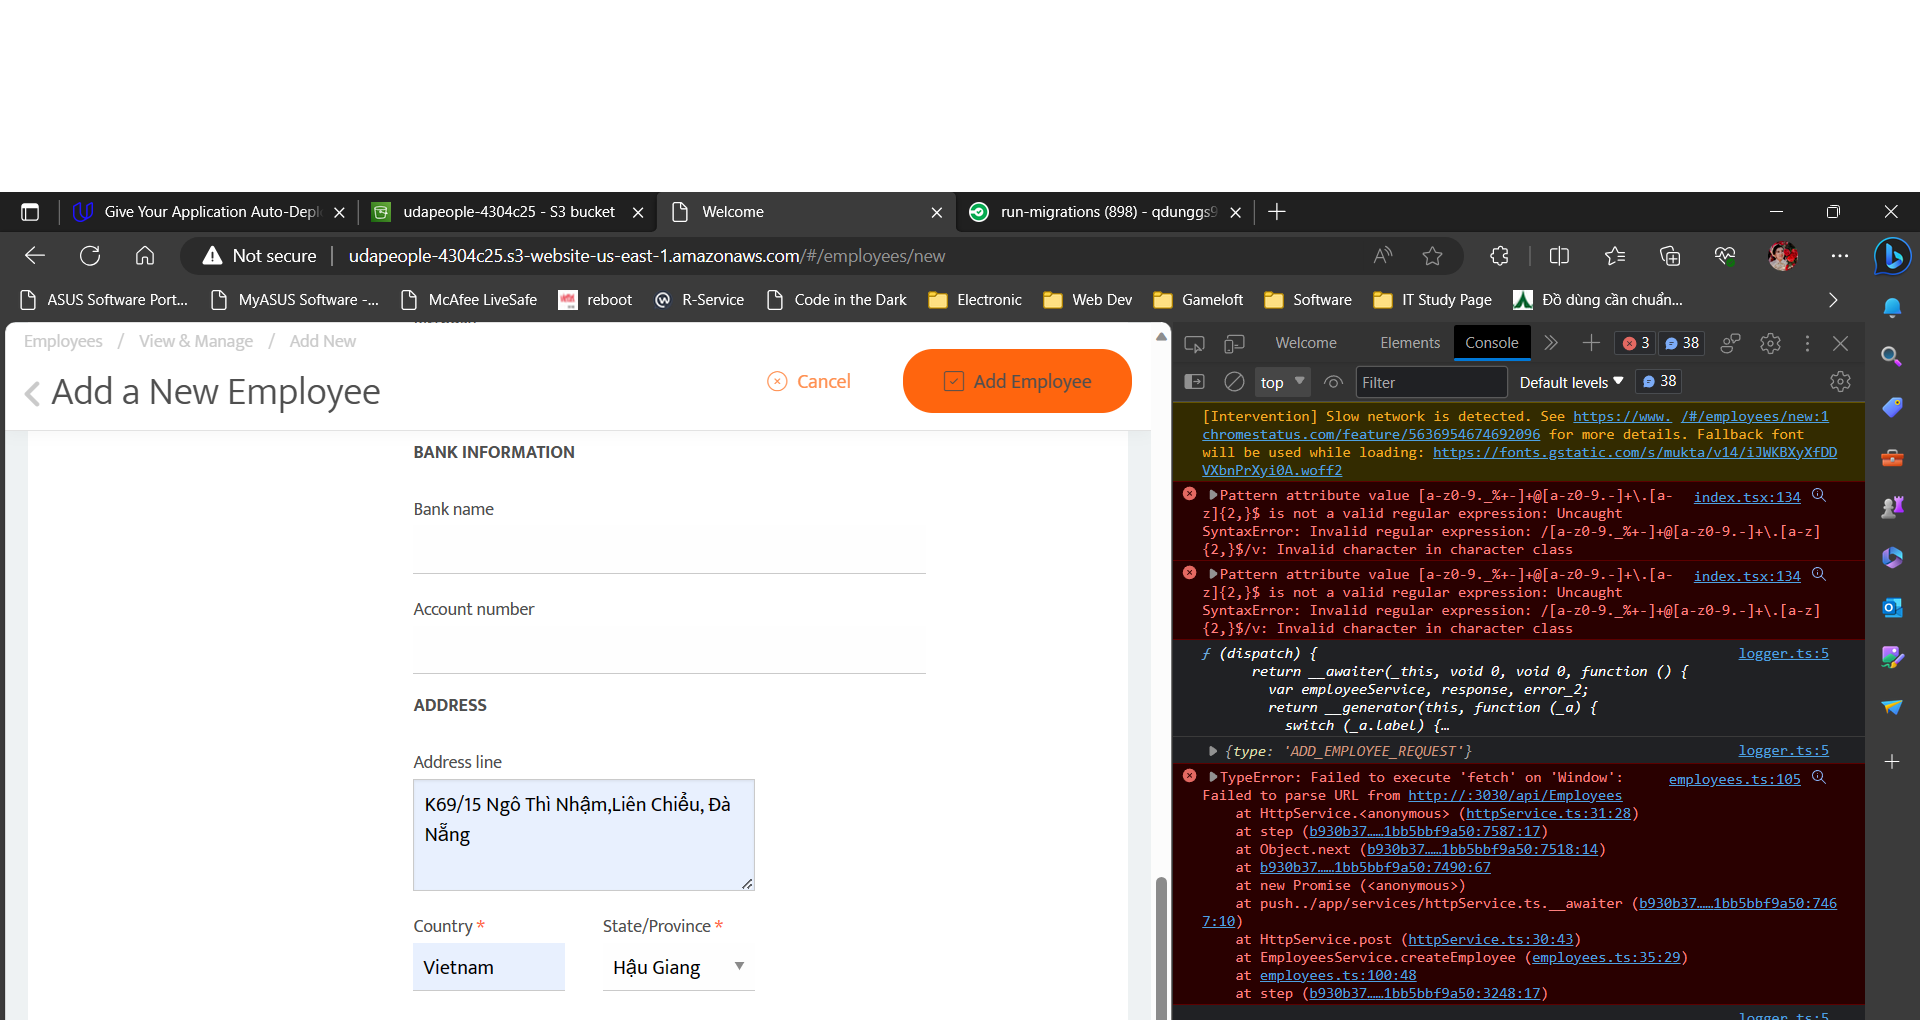 Give Your Application Auto-Depl
udapeople-4304c25 - S3 bucket
Welcome
run-migrations (898) - qdunggs9
Not secure
udapeople-4304c25.s3-website-us-east-1.amazonaws.com/#/employees/new
ASUS Software Port...
MyASUS Software -...
McAfee LiveSafe
reboot
R-Service
Code in the Dark
Electronic
Web Dev
Gameloft
Software
IT Study Page
Đồ dùng cần chuẩn...
Employees / View & Manage / Add New
Add a New Employee
Cancel
Add Employee
BANK INFORMATION
Bank name
Account number
ADDRESS
Address line
K69/15 Ngô Thì Nhậm,Liên Chiểu, Đà
Nẵng
Country *
State/Province *
Vietnam
Hậu Giang
Welcome
Elements
Console
3
38
top
Filter
Default levels
38
[Intervention] Slow network is detected. See https://www. /#/employees/new:1
chromestatus.com/feature/5636954674692096 for more details. Fallback font
will be used while loading: https://fonts.gstatic.com/s/mukta/v14/iJWKBXyXfDD
VXbnPrXyi0A.woff2
Pattern attribute value [a-z0-9._%+-]+@[a-z0-9.-]+\.[a- index.tsx:134
z]{2,}$ is not a valid regular expression: Uncaught
SyntaxError: Invalid regular expression: /[a-z0-9._%+-]+@[a-z0-9.-]+\.[a-z]
{2,}$/v: Invalid character in character class
Pattern attribute value [a-z0-9._%+-]+@[a-z0-9.-]+\.[a- index.tsx:134
z]{2,}$ is not a valid regular expression: Uncaught
SyntaxError: Invalid regular expression: /[a-z0-9._%+-]+@[a-z0-9.-]+\.[a-z]
{2,}$/v: Invalid character in character class
ƒ (dispatch) { logger.ts:5
return __awaiter(_this, void 0, void 0, function () {
var employeeService, response, error_2;
return __generator(this, function (_a) {
switch (_a.label) {…
{type: 'ADD_EMPLOYEE_REQUEST'} logger.ts:5
TypeError: Failed to execute 'fetch' on 'Window': employees.ts:105
Failed to parse URL from http://:3030/api/Employees
at HttpService.<anonymous> (httpService.ts:31:28)
at step (b930b37……1bb5bbf9a50:7587:17)
at Object.next (b930b37……1bb5bbf9a50:7518:14)
at b930b37……1bb5bbf9a50:7490:67
at new Promise (<anonymous>)
at push../app/services/httpService.ts.__awaiter (b930b37……1bb5bbf9a50:746
7:10)
at HttpService.post (httpService.ts:30:43)
at EmployeesService.createEmployee (employees.ts:35:29)
at employees.ts:100:48
at step (b930b37……1bb5bbf9a50:3248:17)
logger.ts:5